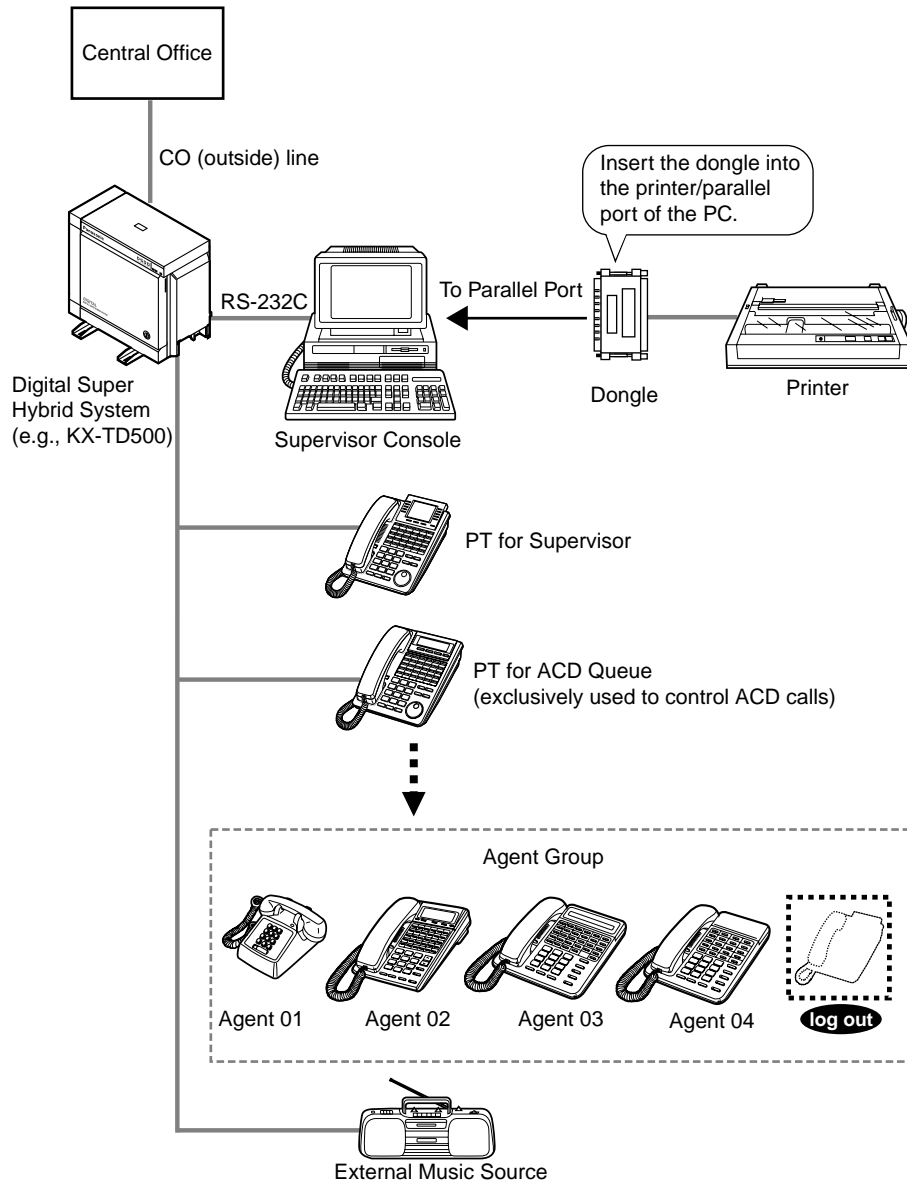 Central Office
CO (outside) line
Insert the dongle into
the printer/parallel
port of the PC.
RS-232C
To Parallel Port
Digital Super
Hybrid System
(e.g., KX-TD500)
Supervisor Console
Dongle
Printer
PT for Supervisor
PT for ACD Queue
(exclusively used to control ACD calls)
Agent Group
Agent 01
Agent 02
Agent 03
Agent 04
log out
External Music Source